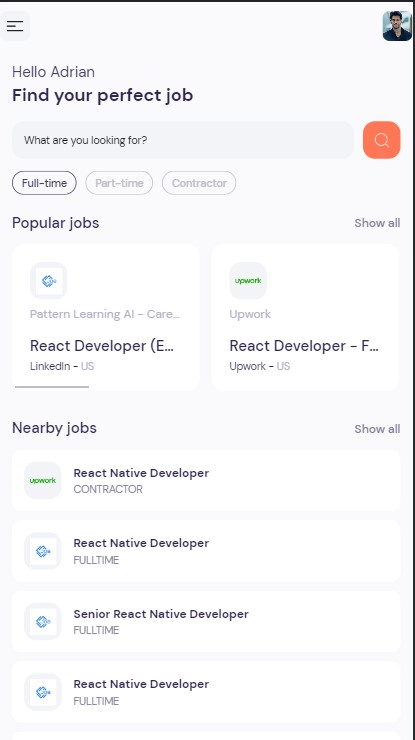 Hello Adrian
Find your perfect job
What are you looking for?
Full-time
Part-time
Contractor
Popular jobs
Show all
Pattern Learning AI - Care...
React Developer (E...
LinkedIn - US
upwork
Upwork
React Developer - F...
Upwork - US
Nearby jobs
Show all
upwork
React Native Developer
CONTRACTOR
React Native Developer
FULLTIME
Senior React Native Developer
FULLTIME
React Native Developer
FULLTIME